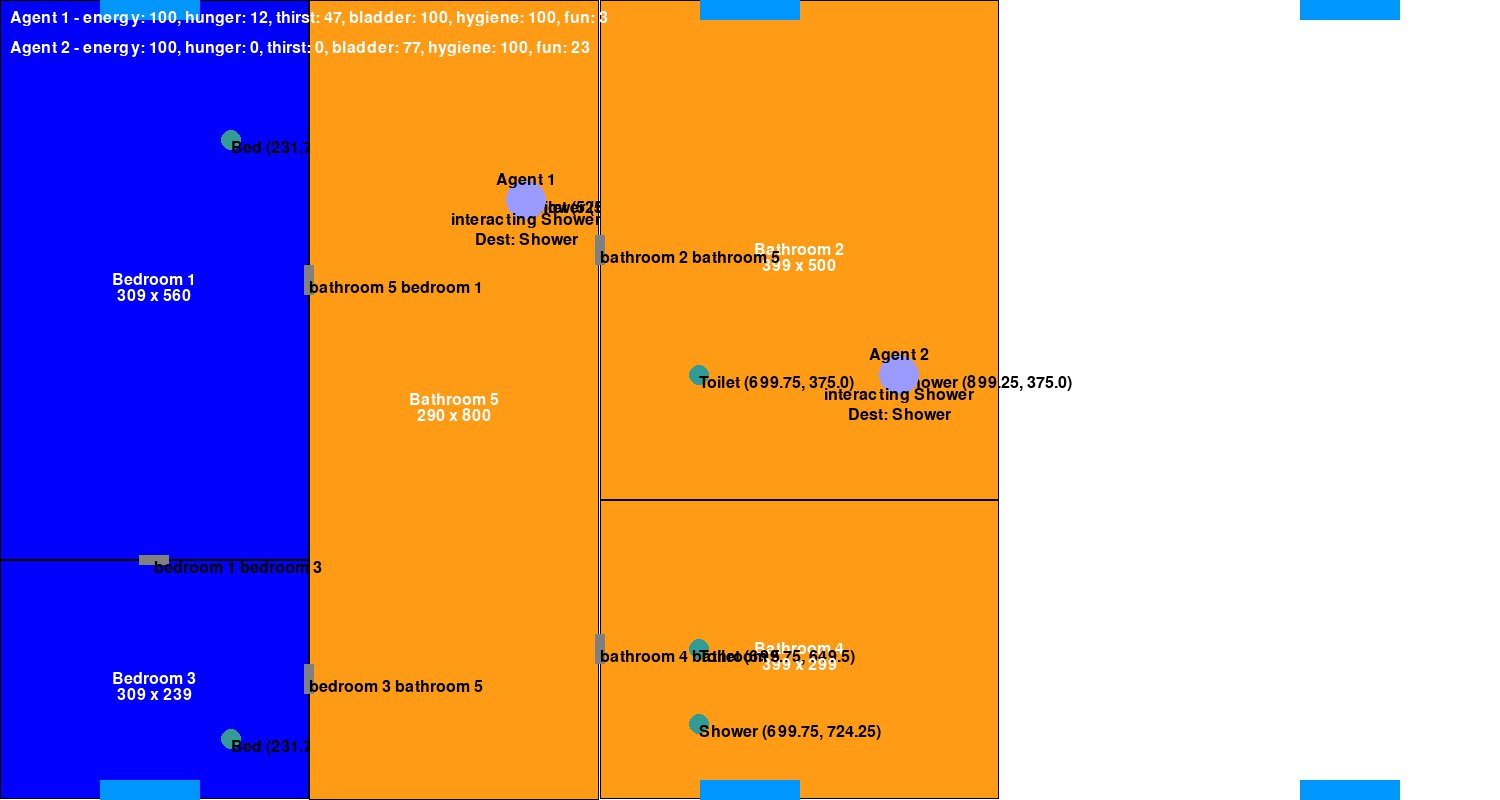 Agent 1 - energy: 100, hunger: 12, thirst: 47, bladder: 100, hygiene: 100, fun: 3
Agent 2 - energy: 100, hunger: 0, thirst: 0, bladder: 77, hygiene: 100, fun: 23
Bed (231.7
Agent 1
interacting Shower
Dest: Shower
Bathroom 2
399 x 500
bathroom 2 bathroom 5
Bedroom 1
309 x 560
bathroom 5 bedroom 1
Agent 2
Toilet (699.75, 375.0)
(899.25, 375.0)
interacting Shower
Dest: Shower
Bathroom 5
290 x 800
bedroom 1 bedroom 3
Bathroom 4
399 x 299
bathroom 4
Toilet (699.75, 649.5)
Bedroom 3
309 x 239
bedroom 3 bathroom 5
Shower (699.75, 724.25)
Bed (231.7